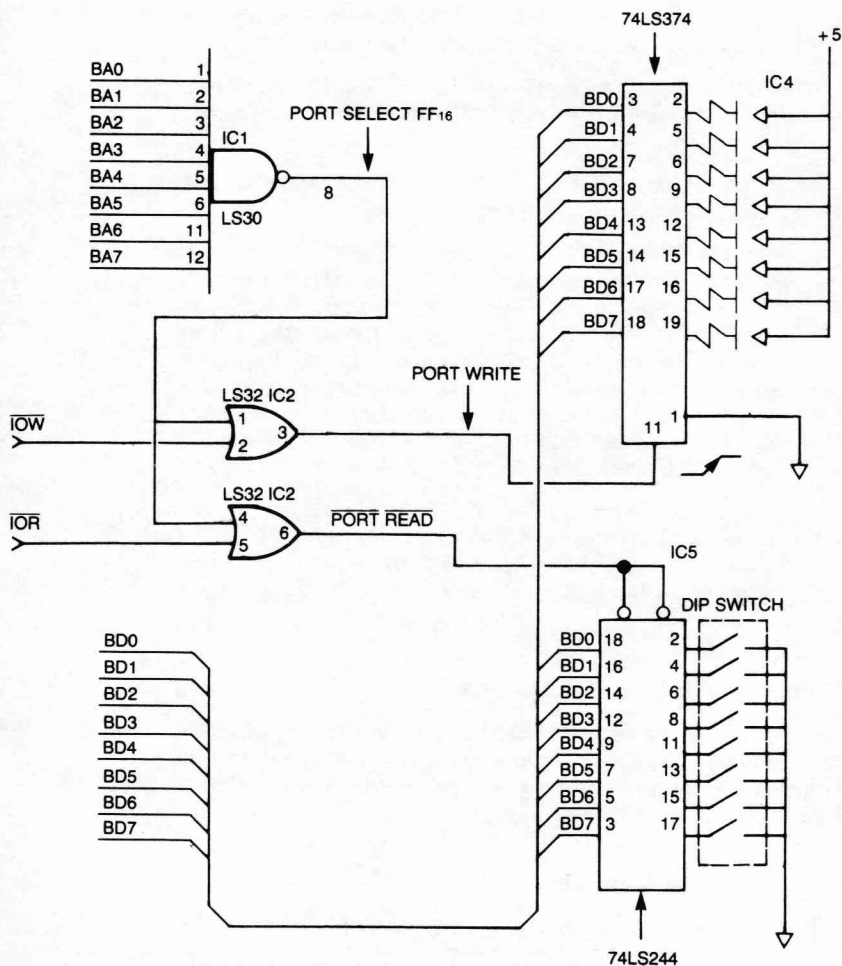 74LS374
+5
IC4
BA0 1
BA1 2
BA2 3
BA3 4
BA4 5
BA5 6
BA6 11
BA7 12
IC1
LS30
8
PORT SELECT FF₁₆
BD0 3 2
BD1 4 5
BD2 7 6
BD3 8 9
BD4 13 12
BD5 14 15
BD6 17 16
BD7 18 19
1
11
PORT WRITE
LS32 IC2
IOW
1
2
3
LS32 IC2
IOR
4
5
6
PORT READ
IC5
DIP SWITCH
BD0
BD1
BD2
BD3
BD4
BD5
BD6
BD7
BD0 18 2
BD1 16 4
BD2 14 6
BD3 12 8
BD4 9 11
BD5 7 13
BD6 5 15
BD7 3 17
74LS244